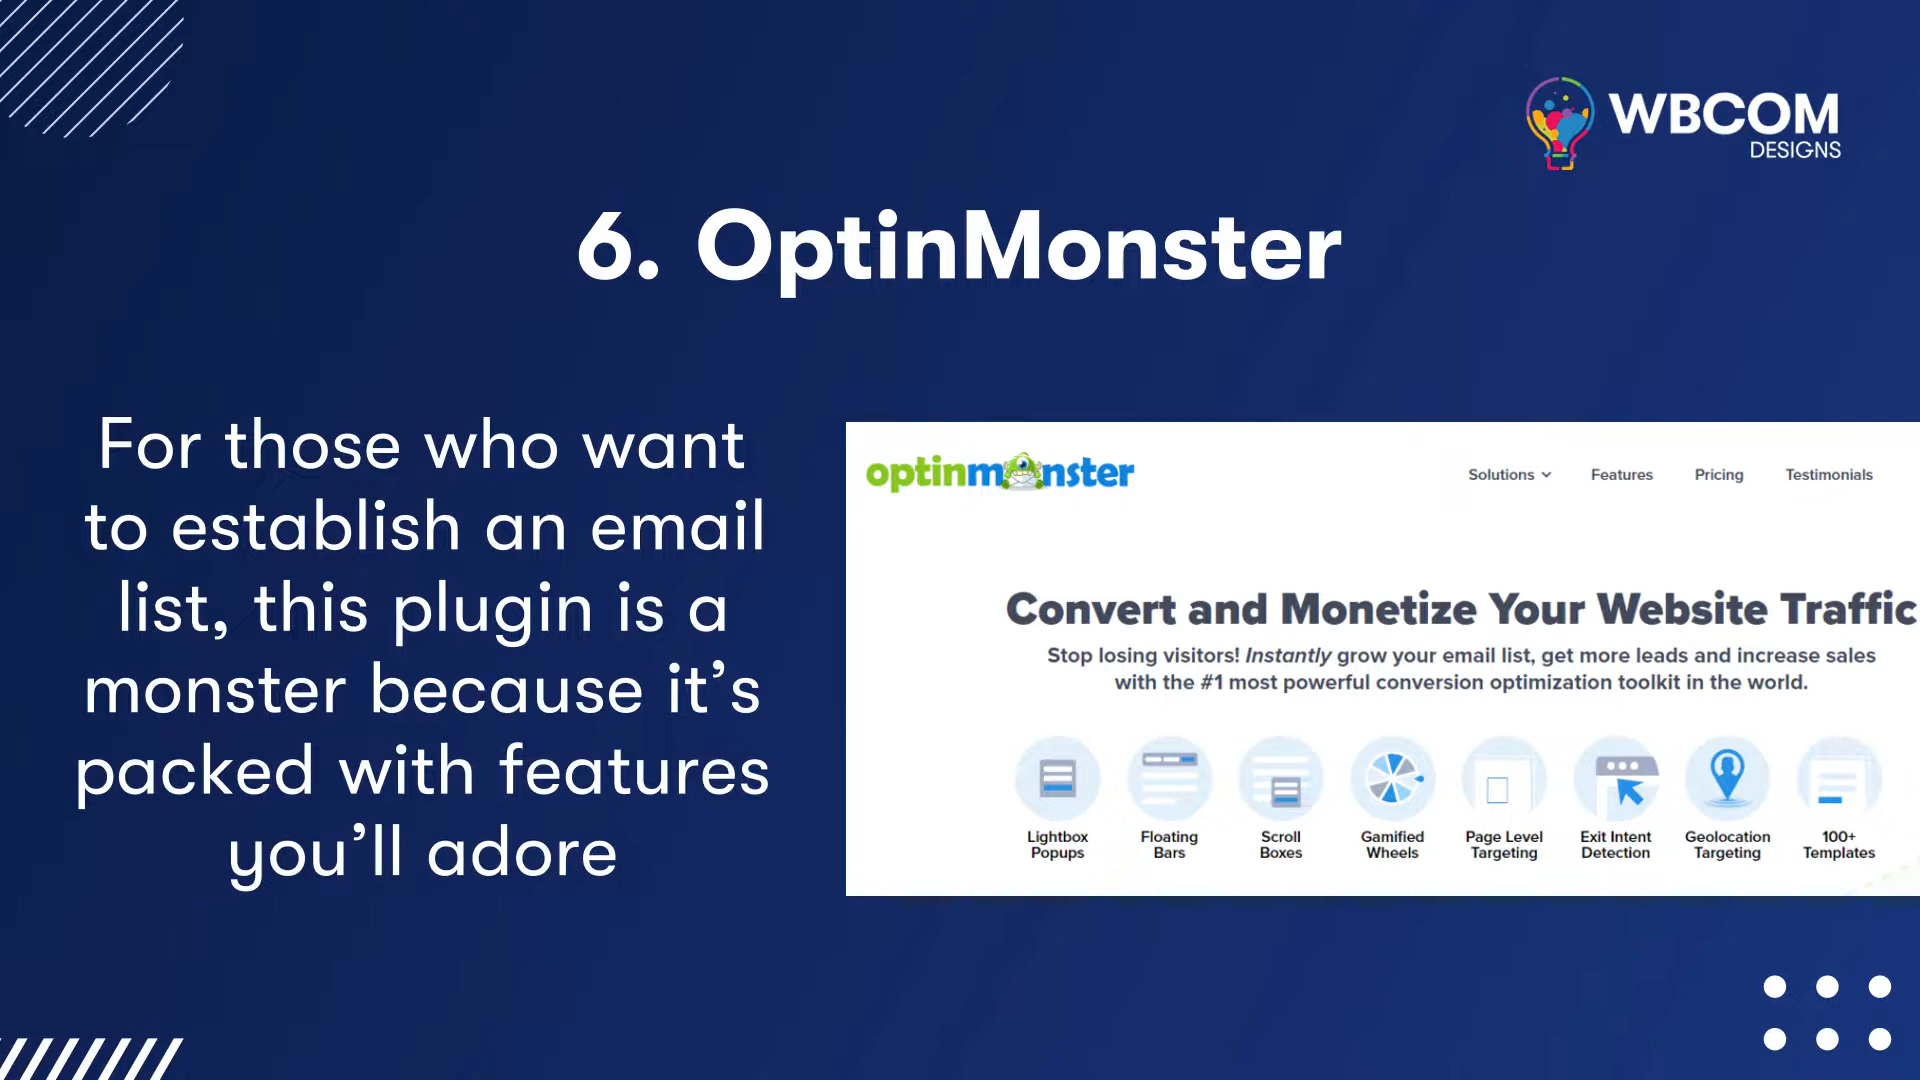 WBCOM
DESIGNS
6. OptinMonster
For those who want
to establish an email
list, this plugin is a
monster because it’s
packed with features
you’ll adore
optinmonster
Solutions Features Pricing Testimonials
Convert and Monetize Your Website Traffic
Stop losing visitors! Instantly grow your email list, get more leads and increase sales
with the #1 most powerful conversion optimization toolkit in the world.
Lightbox Popups
Floating Bars
Scroll Boxes
Gamified Wheels
Page Level Targeting
Exit Intent Detection
Geolocation Targeting
100+ Templates